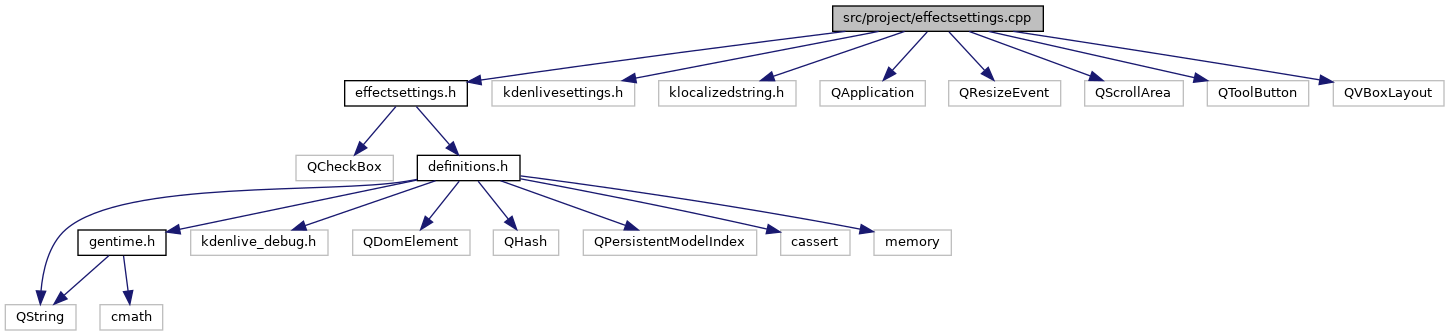 src/project/effectsettings.cpp
effectsettings.h
kdenlivesettings.h
klocalizedstring.h
QApplication
QResizeEvent
QScrollArea
QToolButton
QVBoxLayout
QCheckBox
definitions.h
gentime.h
kdenlive_debug.h
QDomElement
QHash
QPersistentModelIndex
cassert
memory
QString
cmath